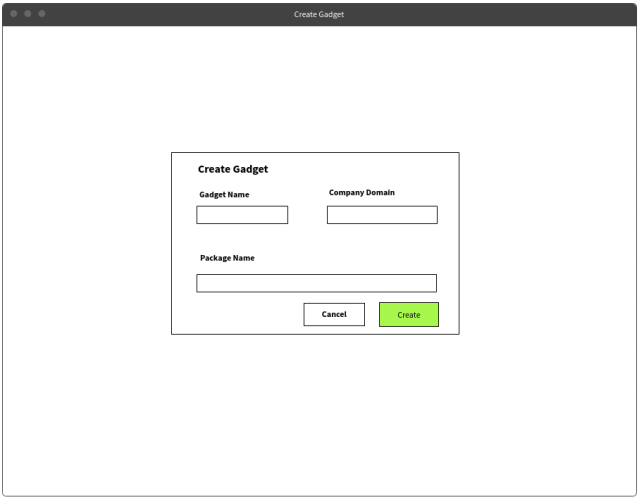 Create Gadget
Create Gadget
Gadget Name
Company Domain
Package Name
Cancel
Create